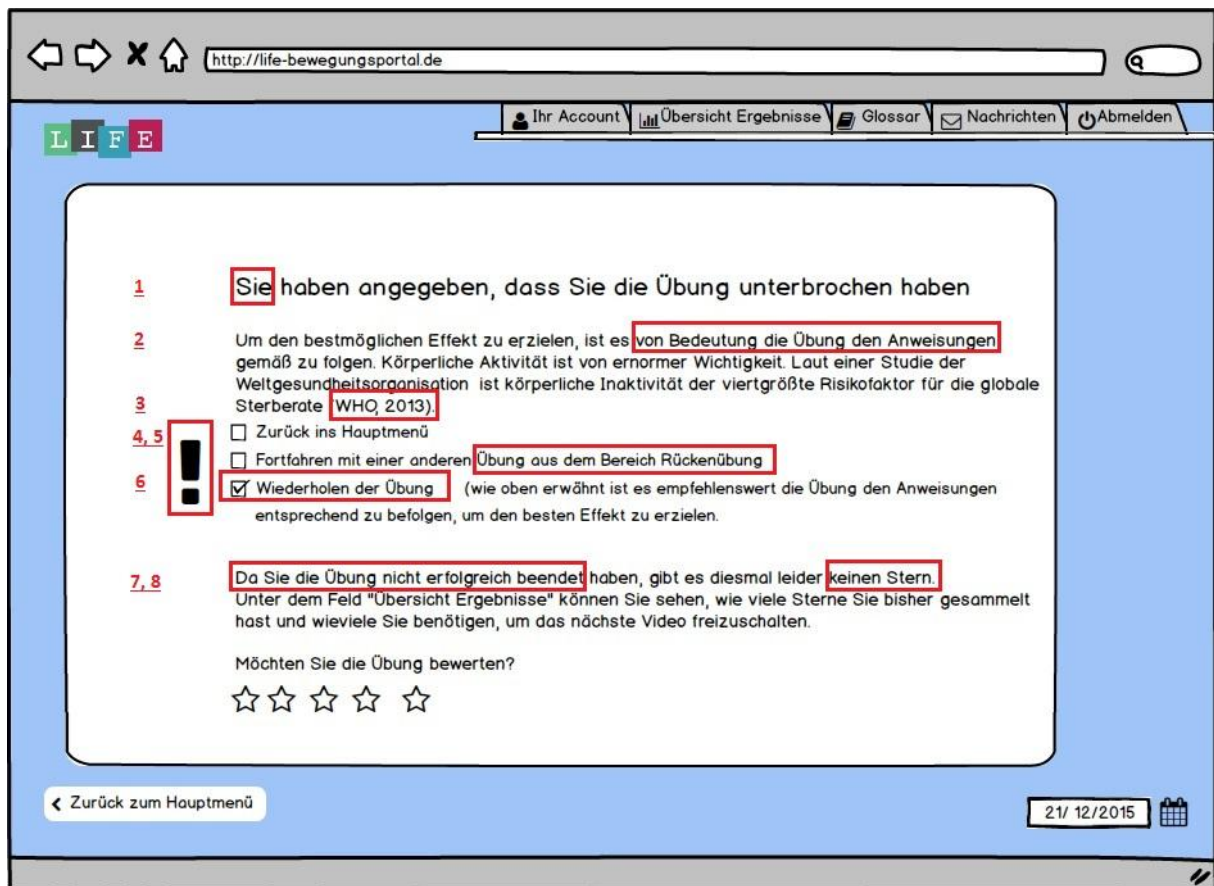 http://life-bewegungsportal.de
Ihr Account
Übersicht Ergebnisse
Glossar
Nachrichten
Abmelden
LIFE
1
Sie haben angegeben, dass Sie die Übung unterbrochen haben
2
Um den bestmöglichen Effekt zu erzielen, ist es von Bedeutung die Übung den Anweisungen
gemäß zu folgen. Körperliche Aktivität ist von ernormer Wichtigkeit. Laut einer Studie der
Weltgesundheitsorganisation ist körperliche Inaktivität der viertgrößte Risikofaktor für die globale
3
Sterberate (WHO, 2013).
4, 5
!
Zurück ins Hauptmenü
Fortfahren mit einer anderen Übung aus dem Bereich Rückenübung
6
Wiederholen der Übung (wie oben erwähnt ist es empfehlenswert die Übung den Anweisungen
entsprechend zu befolgen, um den besten Effekt zu erzielen.
7, 8
Da Sie die Übung nicht erfolgreich beendet haben, gibt es diesmal leider keinen Stern.
Unter dem Feld "Übersicht Ergebnisse" können Sie sehen, wie viele Sterne Sie bisher gesammelt
hast und wieviele Sie benötigen, um das nächste Video freizuschalten.
Möchten Sie die Übung bewerten?
Zurück zum Hauptmenü
21/ 12/2015